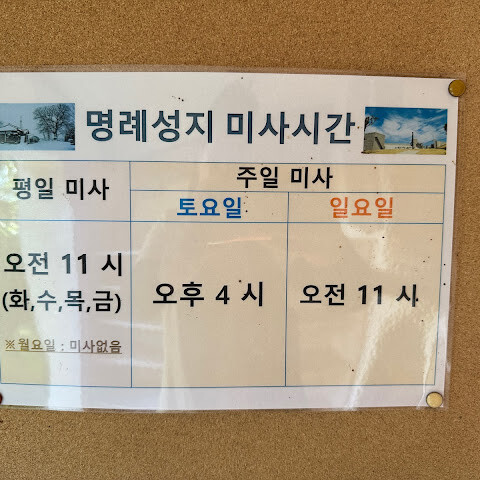 명례성지 미사시간
평일 미사
주일 미사
토요일
일요일
오전 11 시
(화,수,목,금)
※월요일 : 미사없음
오후 4 시
오전 11 시